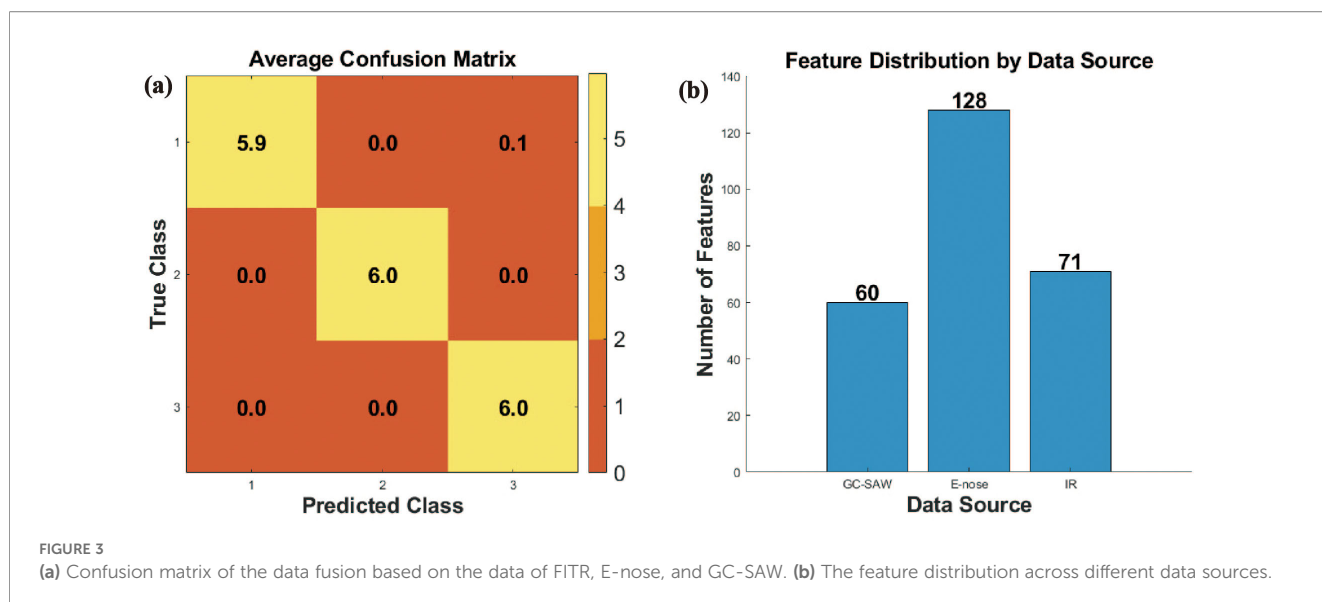 Average Confusion Matrix
(a)
5.9 0.0 0.1
0.0 6.0 0.0
0.0 0.0 6.0
True Class
1
2
3
1 2 3
Predicted Class
5
4
3
2
1
0
Feature Distribution by Data Source
(b)
Number of Features
140
120
100
80
60
40
20
0
60
128
71
GC-SAW E-nose IR
Data Source
FIGURE 3
(a) Confusion matrix of the data fusion based on the data of FITR, E-nose, and GC-SAW. (b) The feature distribution across different data sources.